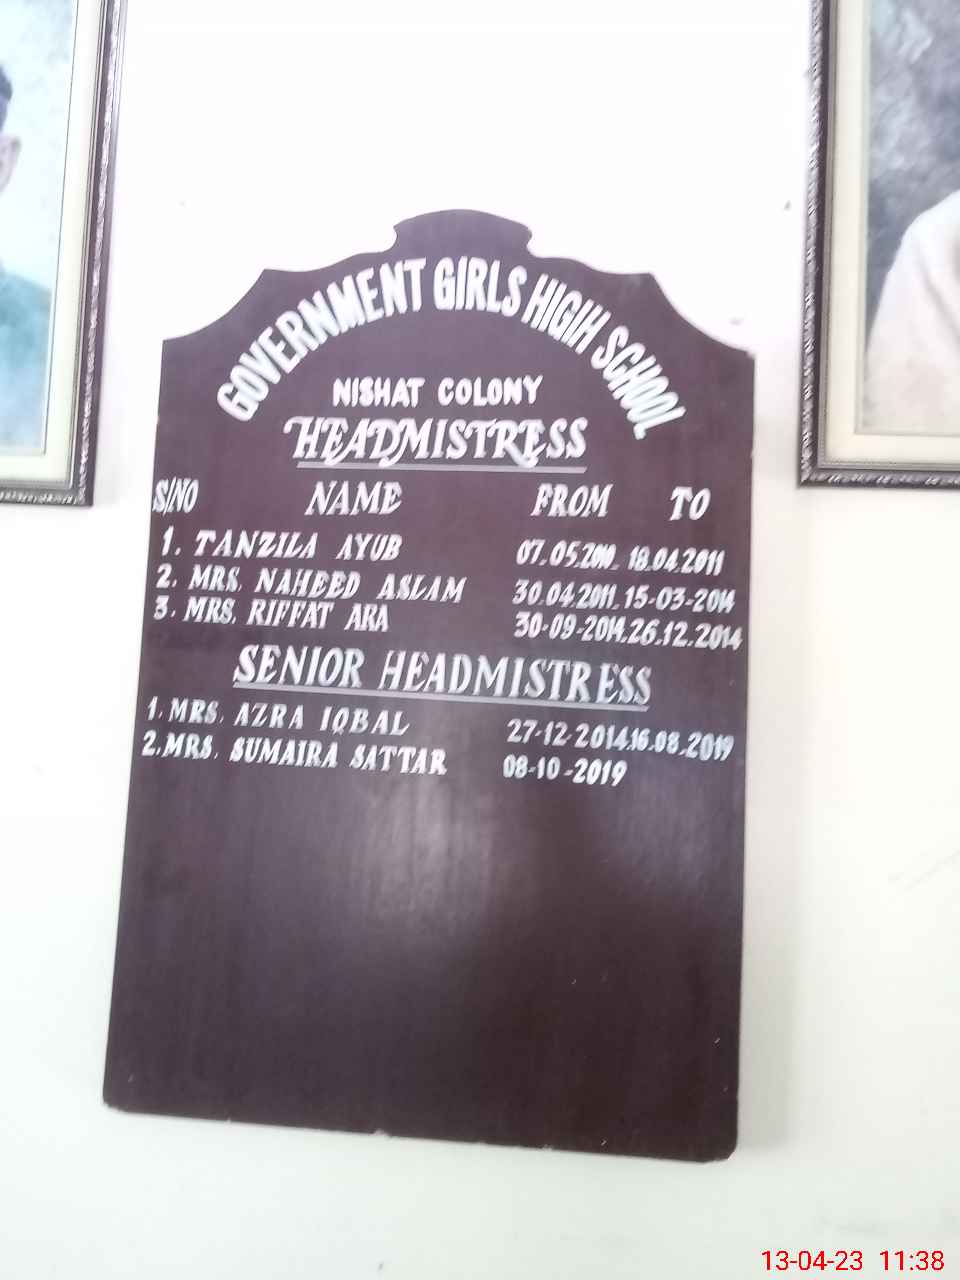 GOVERNMENT GIRLS HIGIH SCHOOL
NISHAT COLONY
HEADMISTRESS
S/NO NAME FROM TO
1. TANZILA AYUB 07.05.2010. 18.04.2011
2. MRS. NAHEED ASLAM 30.04.2011. 15-03-2014
3. MRS. RIFFAT ARA 30-09-2014.26.12.2014
SENIOR HEADMISTRESS
1. MRS. AZRA IQBAL 27-12-2014.16.08.2019
2. MRS. SUMAIRA SATTAR 08-10-2019
13-04-23 11:38